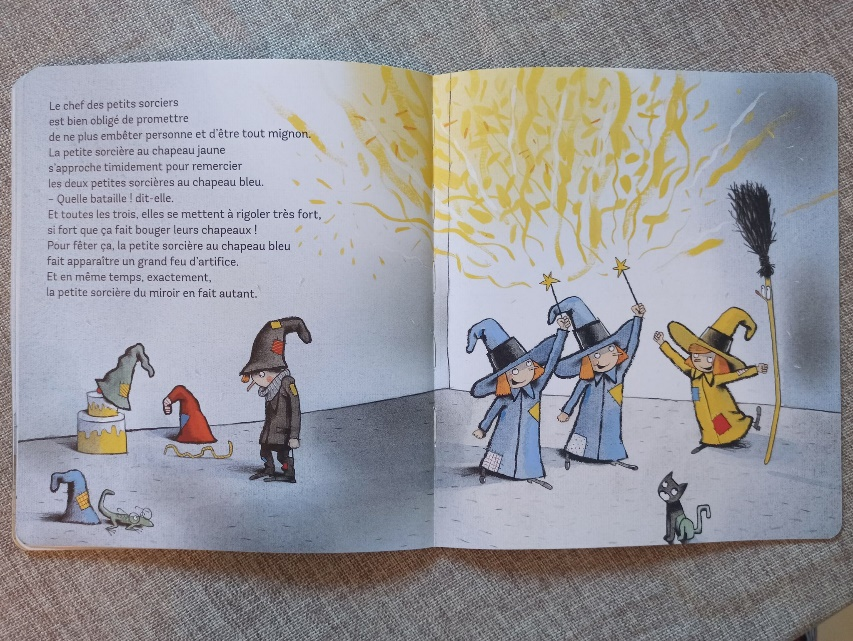 Le chef des petits sorciers
est bien obligé de promettre
de ne plus embêter personne et d'être tout mignon.
La petite sorcière au chapeau jaune
s'approche timidement pour remercier
les deux petites sorcières au chapeau bleu.
– Quelle bataille ! dit-elle.
Et toutes les trois, elles se mettent à rigoler très fort,
si fort que ça fait bouger leurs chapeaux !
Pour fêter ça, la petite sorcière au chapeau bleu
fait apparaître un grand feu d'artifice.
Et en même temps, exactement,
la petite sorcière du miroir en fait autant.